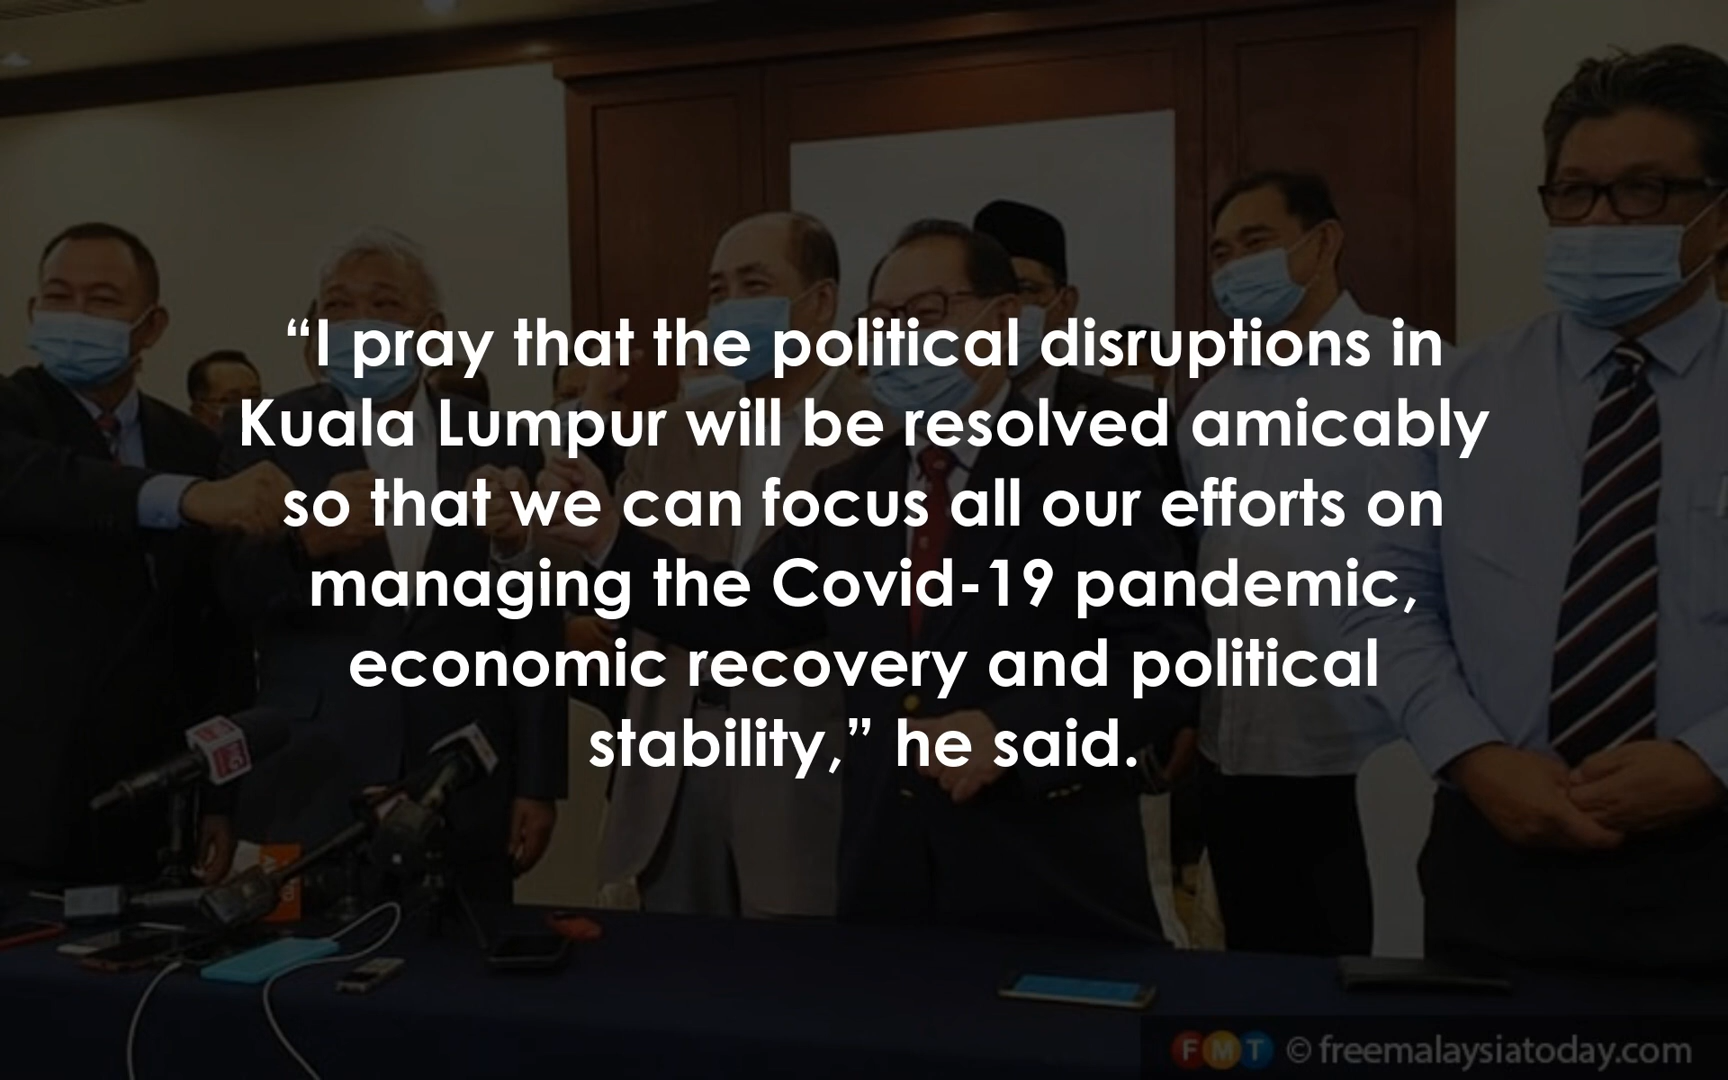 “I pray that the political disruptions in
Kuala Lumpur will be resolved amicably
so that we can focus all our efforts on
managing the Covid-19 pandemic,
economic recovery and political
stability,” he said.
FMT © freemalaysiatoday.com